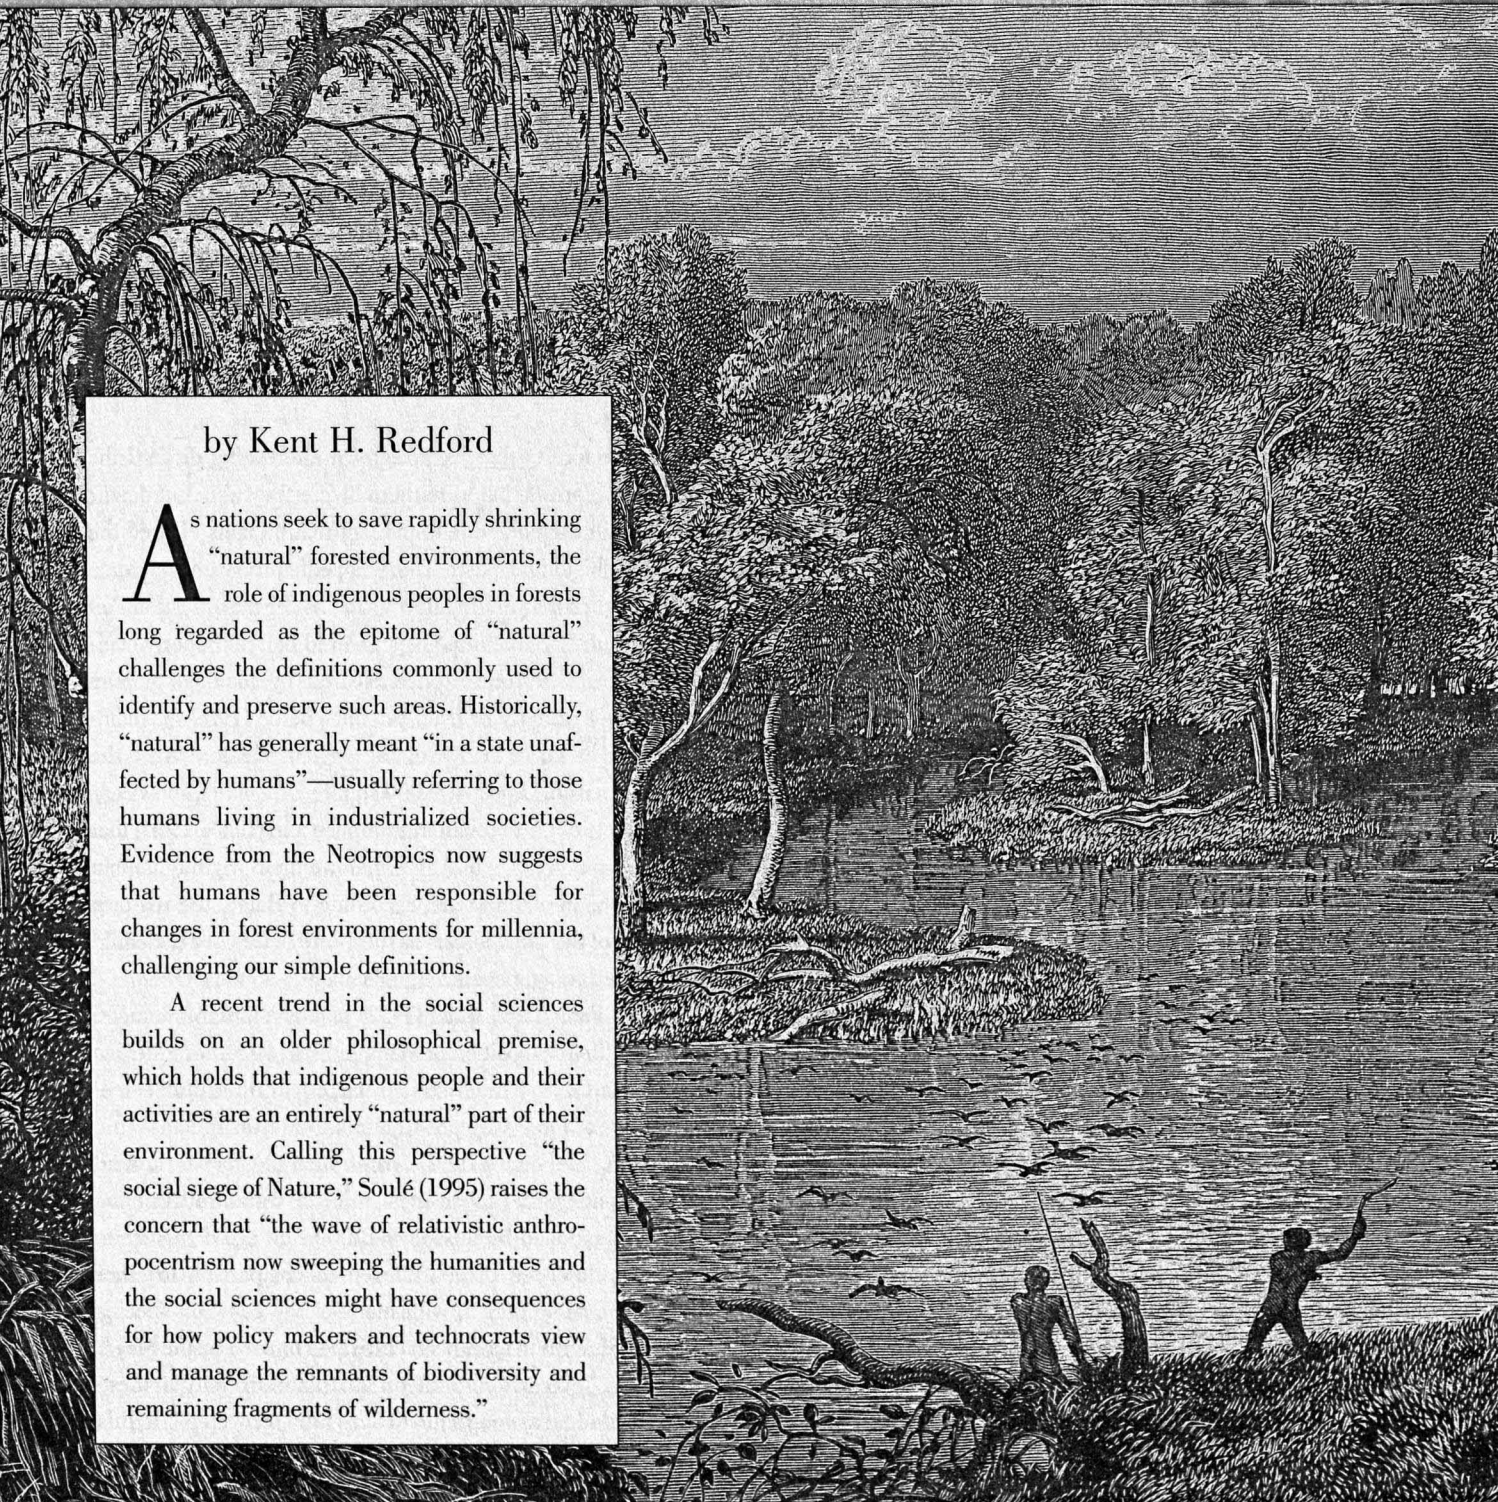 by Kent H. Redford
As nations seek to save rapidly shrinking
“natural” forested environments, the
role of indigenous peoples in forests
long regarded as the epitome of “natural”
challenges the definitions commonly used to
identify and preserve such areas. Historically,
“natural” has generally meant “in a state unaf-
fected by humans”—usually referring to those
humans living in industrialized societies.
Evidence from the Neotropics now suggests
that humans have been responsible for
changes in forest environments for millennia,
challenging our simple definitions.
A recent trend in the social sciences
builds on an older philosophical premise,
which holds that indigenous people and their
activities are an entirely “natural” part of their
environment. Calling this perspective “the
social siege of Nature,” Soulé (1995) raises the
concern that “the wave of relativistic anthro-
pocentrism now sweeping the humanities and
the social sciences might have consequences
for how policy makers and technocrats view
and manage the remnants of biodiversity and
remaining fragments of wilderness.”